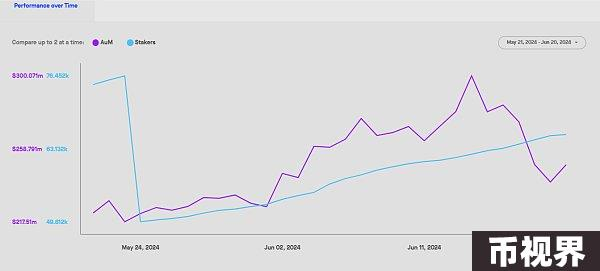 Performance over Time
Compare up to 2 at a time: AuM Stakers
May 21, 2024 - Jun 20, 2024
$300.071m 76.452k
$258.791m 63.132k
$217.51m 49.812k
May 24, 2024 Jun 02, 2024 Jun 11, 2024
币视界